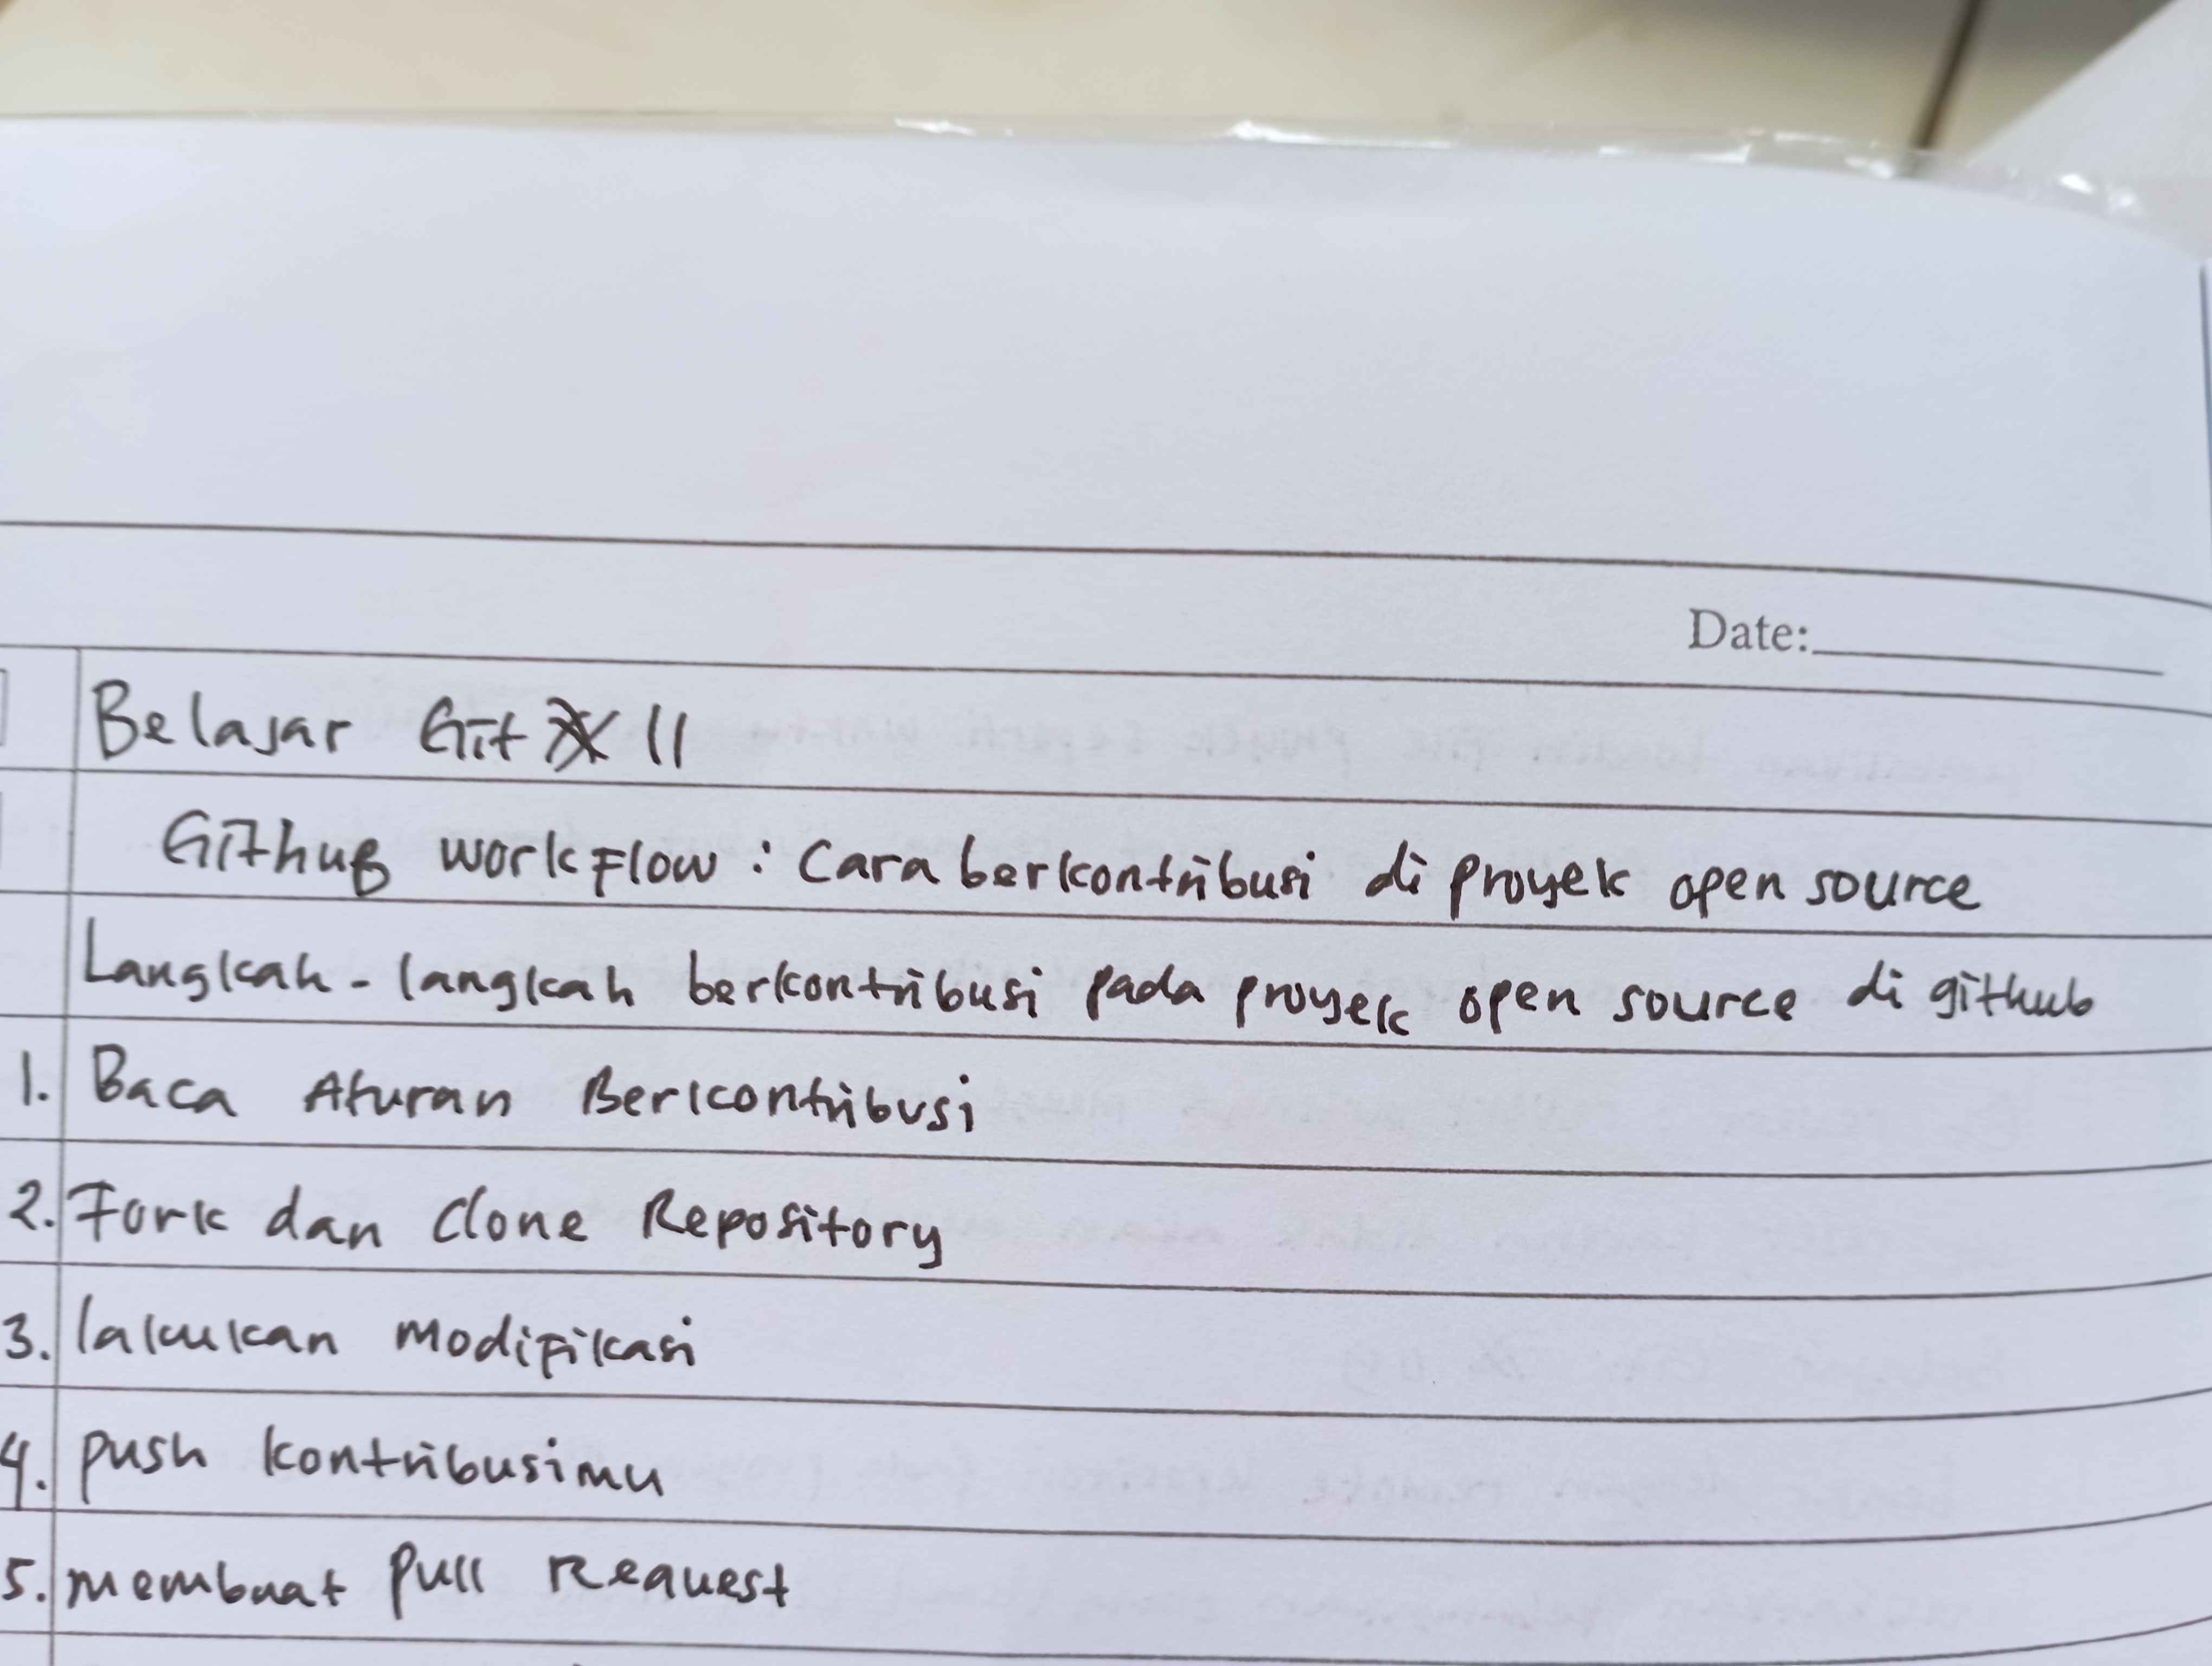 Date:
Belajar Git 11
Github workflow : Cara berkontribusi di proyek open source
Langkah - langkah berkontribusi pada proyek open source di github
1. Baca Aturan Berkontribusi
2. Fork dan Clone Repository
3. lakukan Modifikasi
4. push kontribusimu
5. membuat pull Request